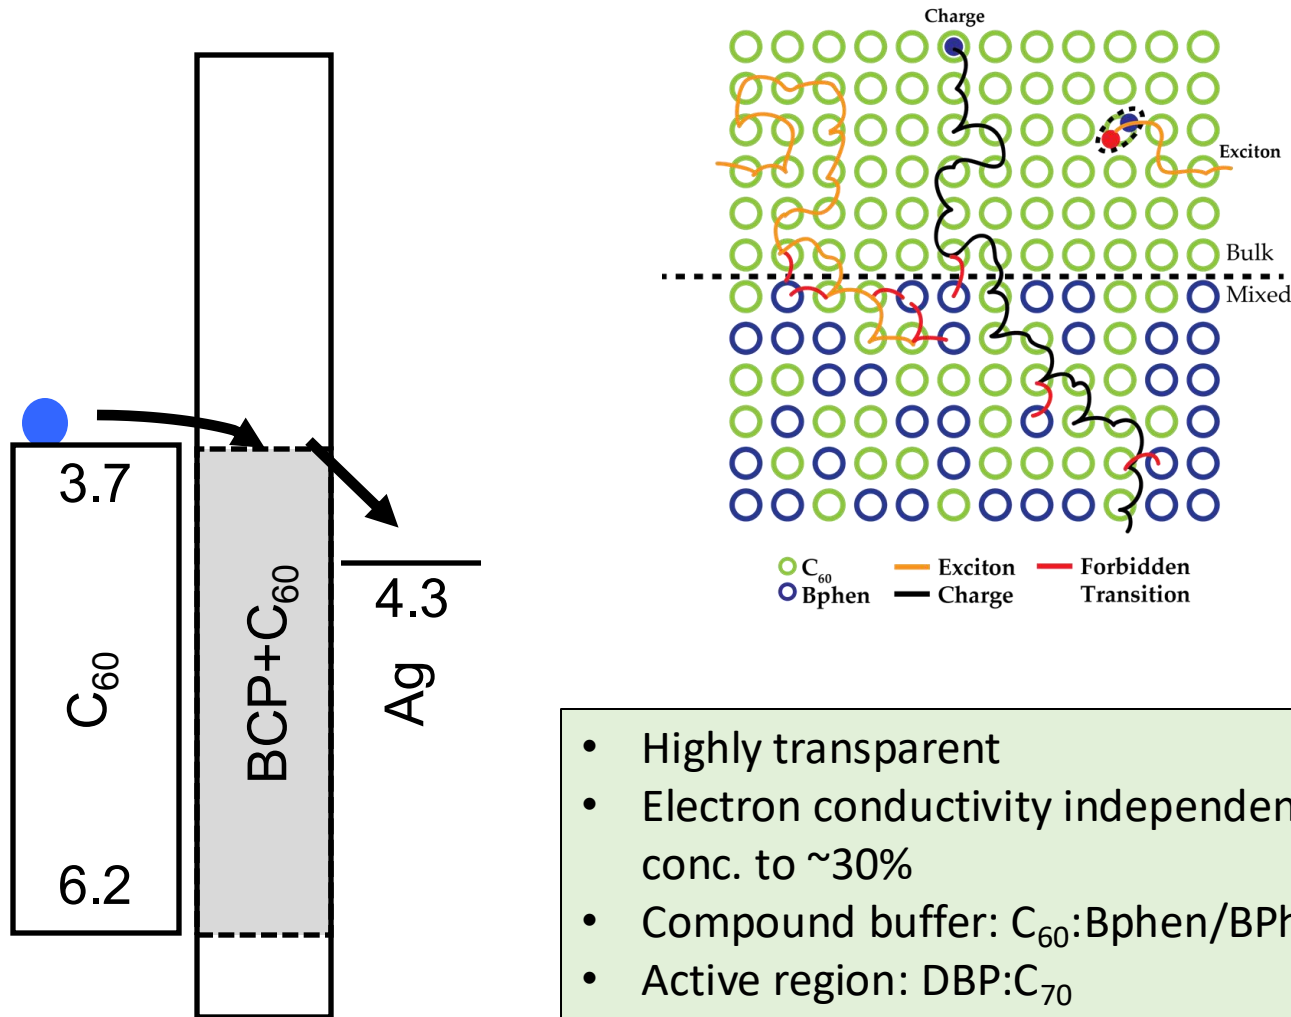 Charge
Exciton
Bulk
Mixed
C₆₀
Bphen
Exciton
Charge
Forbidden
Transition
3.7
6.2
C₆₀
BCP+C₆₀
4.3
Ag
• Highly transparent
• Electron conductivity independen
conc. to ~30%
• Compound buffer: C₆₀:Bphen/BPh
• Active region: DBP:C₇₀